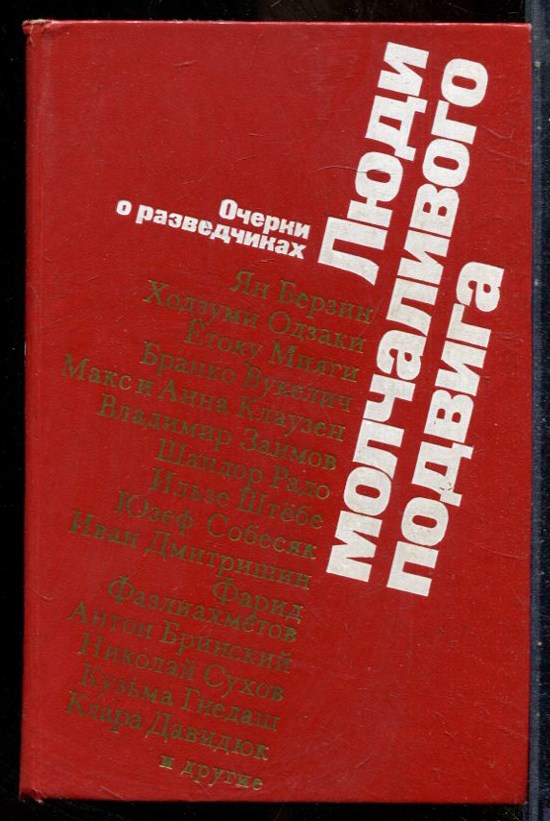 Люди
молчаливого
подвига
Очерки
о разведчиках
Ян Берзин
Ходзуми Одзаки
Ётоку Мияги
Бранко Вукелич
Макс и Анна Клаузен
Владимир Заимов
Шандор Радо
Ильзе Штёбе
Юзеф Собесяк
Иван Дмитришин
Фарид
Фазлиахметов
Антон Бринский
Николай Сухов
Кузьма Гнедаш
Клара Давидюк
и другие